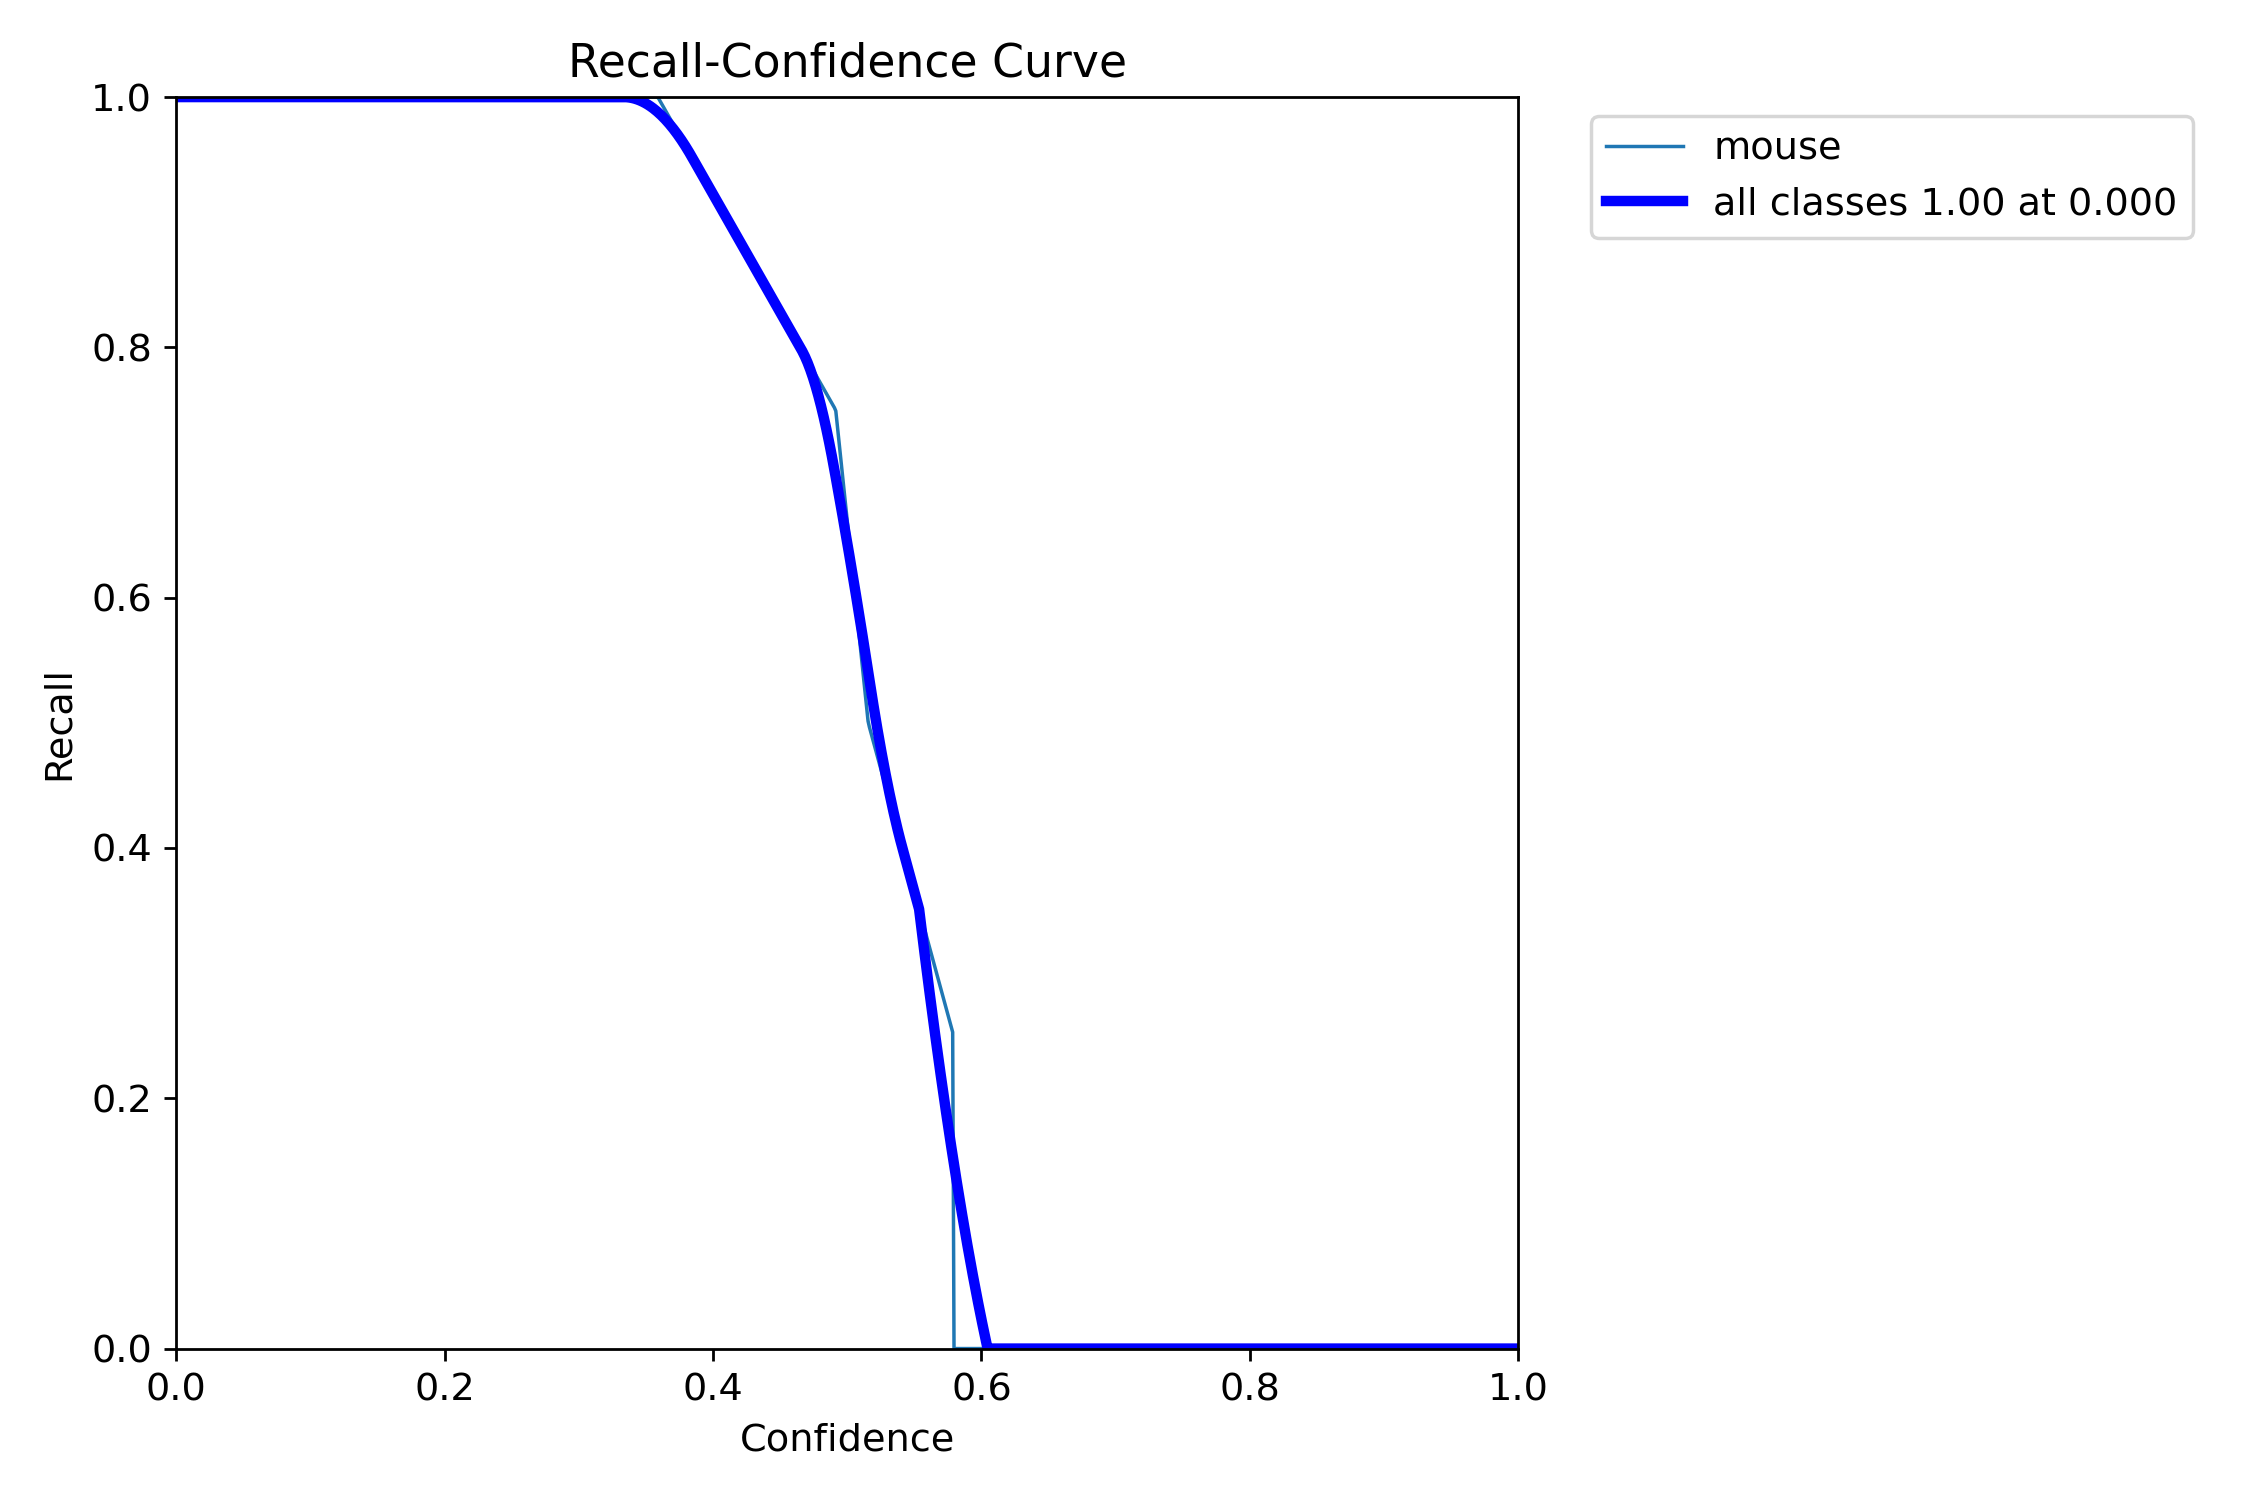 Recall-Confidence Curve
1.0
0.8
0.6
0.4
0.2
0.0
Recall
0.0 0.2 0.4 0.6 0.8 1.0
Confidence
mouse
all classes 1.00 at 0.000